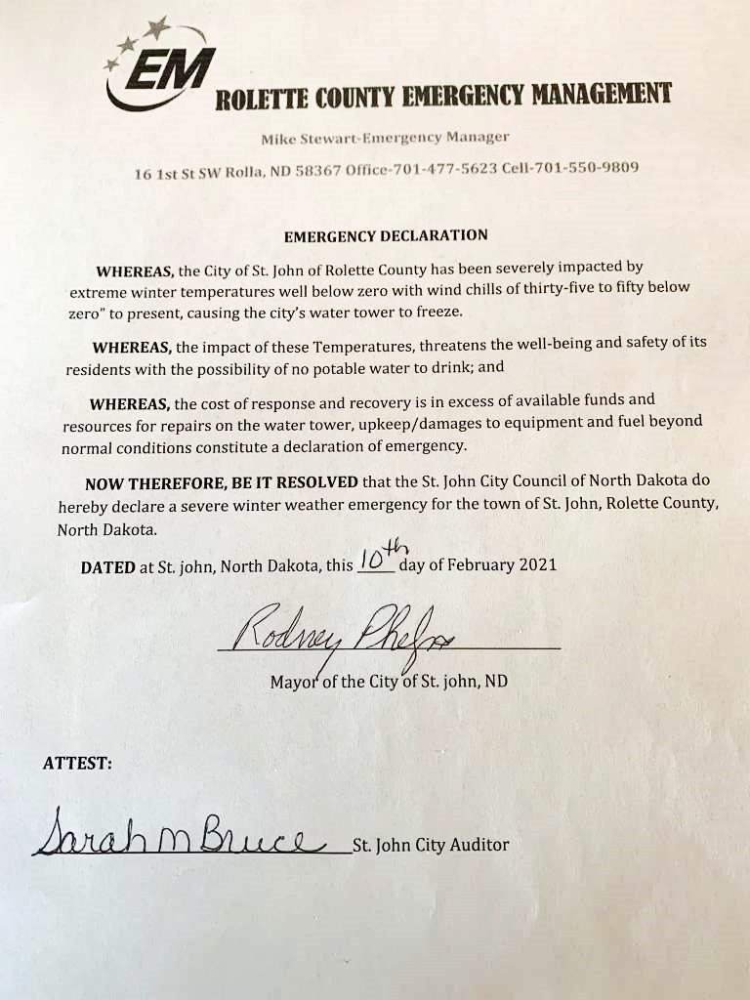 EM
ROLETTE COUNTY EMERGENCY MANAGEMENT
Mike Stewart-Emergency Manager
16 1st St SW Rolla, ND 58367 Office-701-477-5623 Cell-701-550-9809
EMERGENCY DECLARATION
WHEREAS, the City of St. John of Rolette County has been severely impacted by
extreme winter temperatures well below zero with wind chills of thirty-five to fifty below
zero” to present, causing the city’s water tower to freeze.
WHEREAS, the impact of these Temperatures, threatens the well-being and safety of its
residents with the possibility of no potable water to drink; and
WHEREAS, the cost of response and recovery is in excess of available funds and
resources for repairs on the water tower, upkeep/damages to equipment and fuel beyond
normal conditions constitute a declaration of emergency.
NOW THEREFORE, BE IT RESOLVED that the St. John City Council of North Dakota do
hereby declare a severe winter weather emergency for the town of St. John, Rolette County,
North Dakota.
DATED at St. john, North Dakota, this 10th day of February 2021
Rodney Phelps
Mayor of the City of St. john, ND
ATTEST:
Sarah M Bruce St. John City Auditor